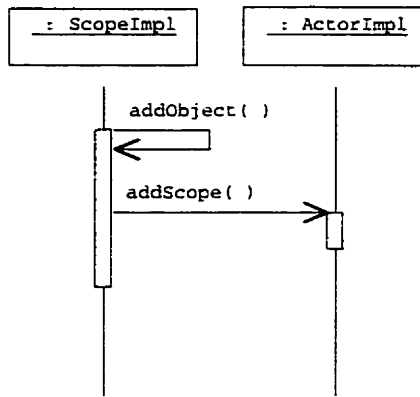 : ScopeImpl
: ActorImpl
addObject( )
addScope( )